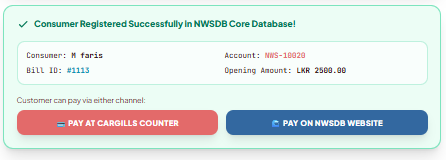 ✓ Consumer Registered Successfully in NWSDB Core Database!
Consumer: M faris Account: NWS-10020
Bill ID: #1113 Opening Amount: LKR 2500.00
Customer can pay via either channel:
PAY AT CARGILLS COUNTER PAY ON NWSDB WEBSITE